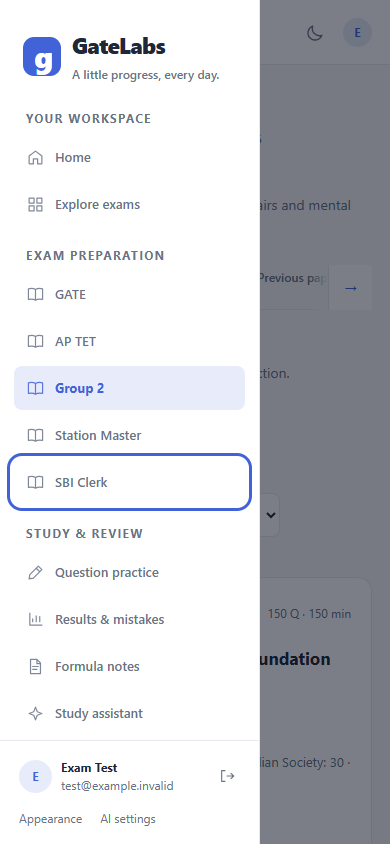 g GateLabs
A little progress, every day.
E
YOUR WORKSPACE
Home
Explore exams
airs and mental
EXAM PREPARATION
Previous pap
→
GATE
AP TET
ction.
Group 2
Station Master
SBI Clerk
STUDY & REVIEW
Question practice
Results & mistakes
150 Q · 150 min
Formula notes
undation
Study assistant
E Exam Test
test@example.invalid
ian Society: 30 ·
Appearance AI settings